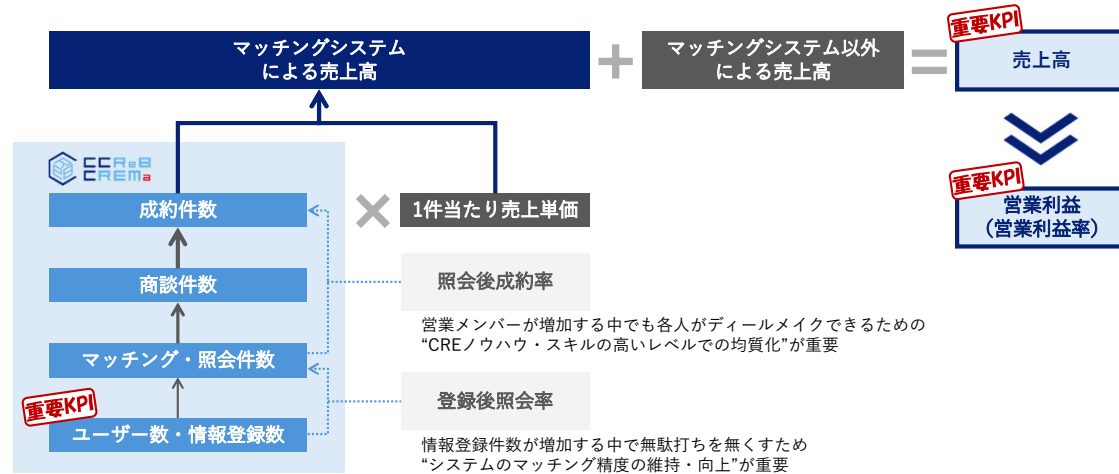 マッチングシステム
による売上高
マッチングシステム以外
による売上高
重要KPI
売上高
重要KPI
営業利益
（営業利益率）
CCReB
CREMa
成約件数
1件当たり売上単価
商談件数
照会後成約率
営業メンバーが増加する中でも各人がディールメイクできるための
“CREノウハウ・スキルの高いレベルでの均質化”が重要
マッチング・照会件数
登録後照会率
重要KPI
ユーザー数・情報登録数
情報登録件数が増加する中で無駄打ちを無くすため
“システムのマッチング精度の維持・向上”が重要